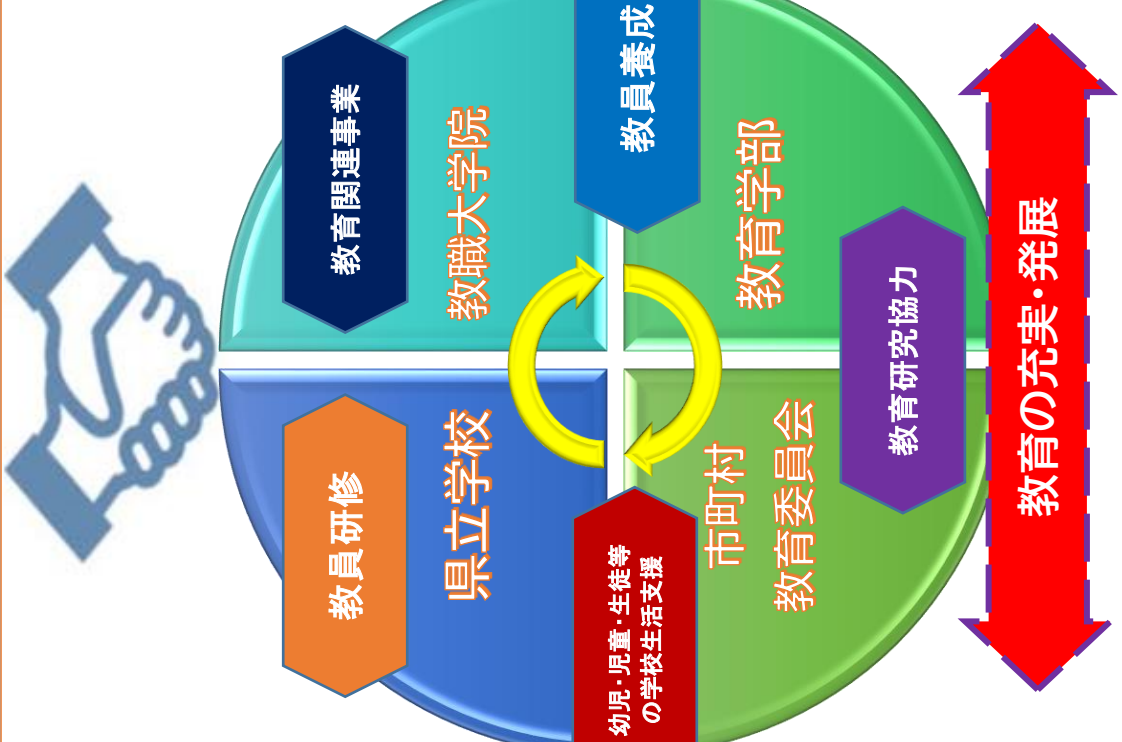 教員研修
教育関連事業
県立学校
教職大学院
幼児・児童・生徒等
の学校生活支援
教員養成
市町村
教育委員会
教育学部
教育研究協力
教育の充実・発展